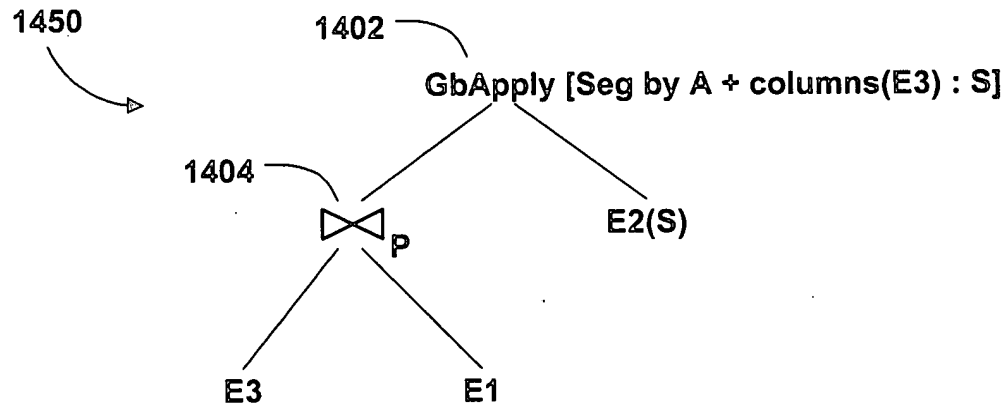 1450
1402
GbApply [Seg by A + columns(E3) : S]
1404
E2(S)
P
E3 E1